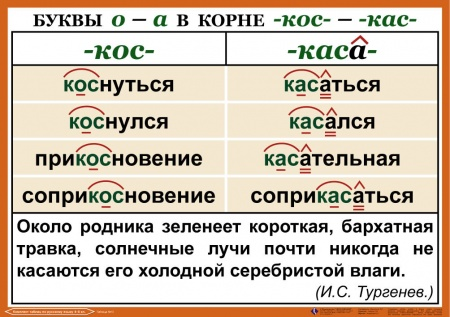 БУКВЫ о – а В КОРНЕ -кос- – -кас-
-кос- -каса-
коснуться касаться
коснулся касался
прикосновение касательная
соприкосновение соприкасаться
Около родника зеленеет короткая, бархатная
травка, солнечные лучи почти никогда не
касаются его холодной серебристой влаги.
(И.С. Тургенев.)